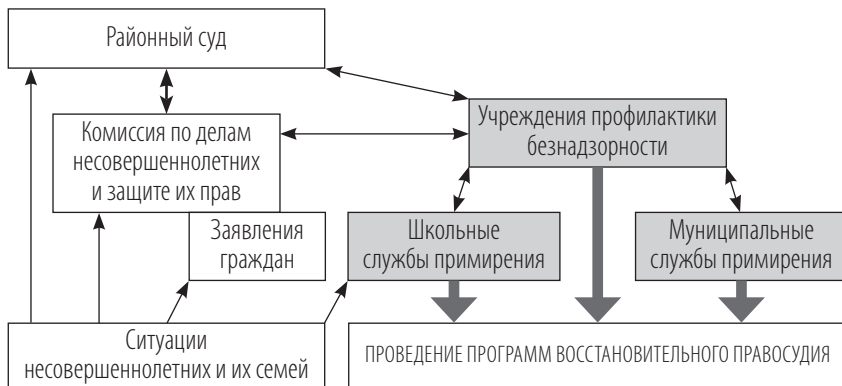 Районный суд
Учреждения профилактики
безнадзорности
Комиссия по делам
несовершеннолетних
и защите их прав
Заявления
граждан
Школьные
службы примирения
Муниципальные
службы примирения
Ситуации
несовершеннолетних и их семей
ПРОВЕДЕНИЕ ПРОГРАММ ВОССТАНОВИТЕЛЬНОГО ПРАВОСУДИЯ